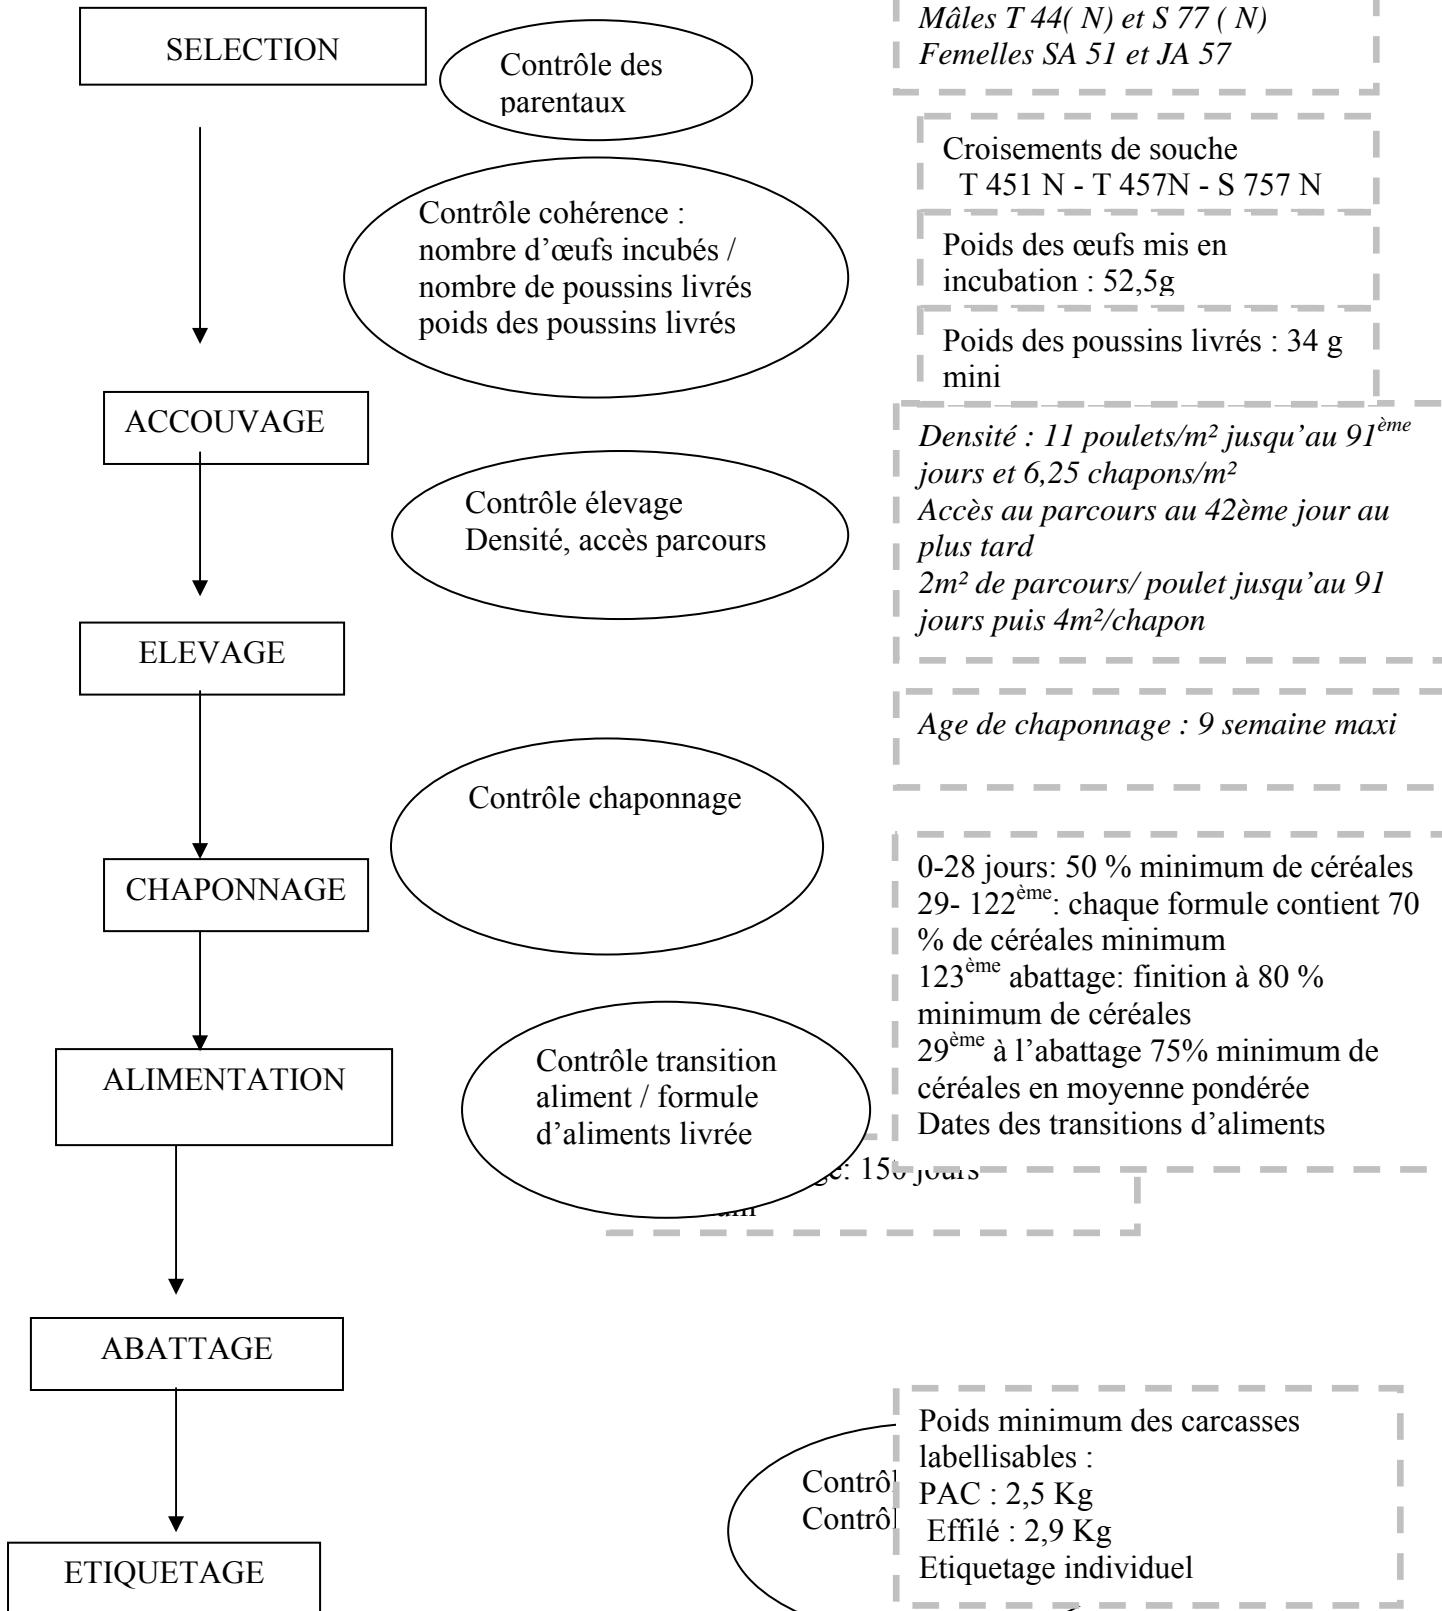 SELECTION
Contrôle des
parentaux
Mâles T 44( N) et S 77 ( N)
Femelles SA 51 et JA 57
Croisements de souche
T 451 N - T 457N - S 757 N
Contrôle cohérence :
nombre d’œufs incubés /
nombre de poussins livrés
poids des poussins livrés
Poids des œufs mis en
incubation : 52,5g
Poids des poussins livrés : 34 g
mini
ACCOUVAGE
Contrôle élevage
Densité, accès parcours
Densité : 11 poulets/m² jusqu’au 91ème
jours et 6,25 chapons/m²
Accès au parcours au 42ème jour au
plus tard
2m² de parcours/ poulet jusqu’au 91
jours puis 4m²/chapon
ELEVAGE
Age de chaponnage : 9 semaine maxi
Contrôle chaponnage
CHAPONNAGE
0-28 jours: 50 % minimum de céréales
29- 122ème: chaque formule contient 70
% de céréales minimum
123ème abattage: finition à 80 %
minimum de céréales
29ème à l’abattage 75% minimum de
céréales en moyenne pondérée
Dates des transitions d’aliments
ALIMENTATION
Contrôle transition
aliment / formule
d’aliments livrée
150 jours
ABATTAGE
Poids minimum des carcasses
labellisables :
PAC : 2,5 Kg
Effilé : 2,9 Kg
Etiquetage individuel
Contrôl
Contrôl
ETIQUETAGE